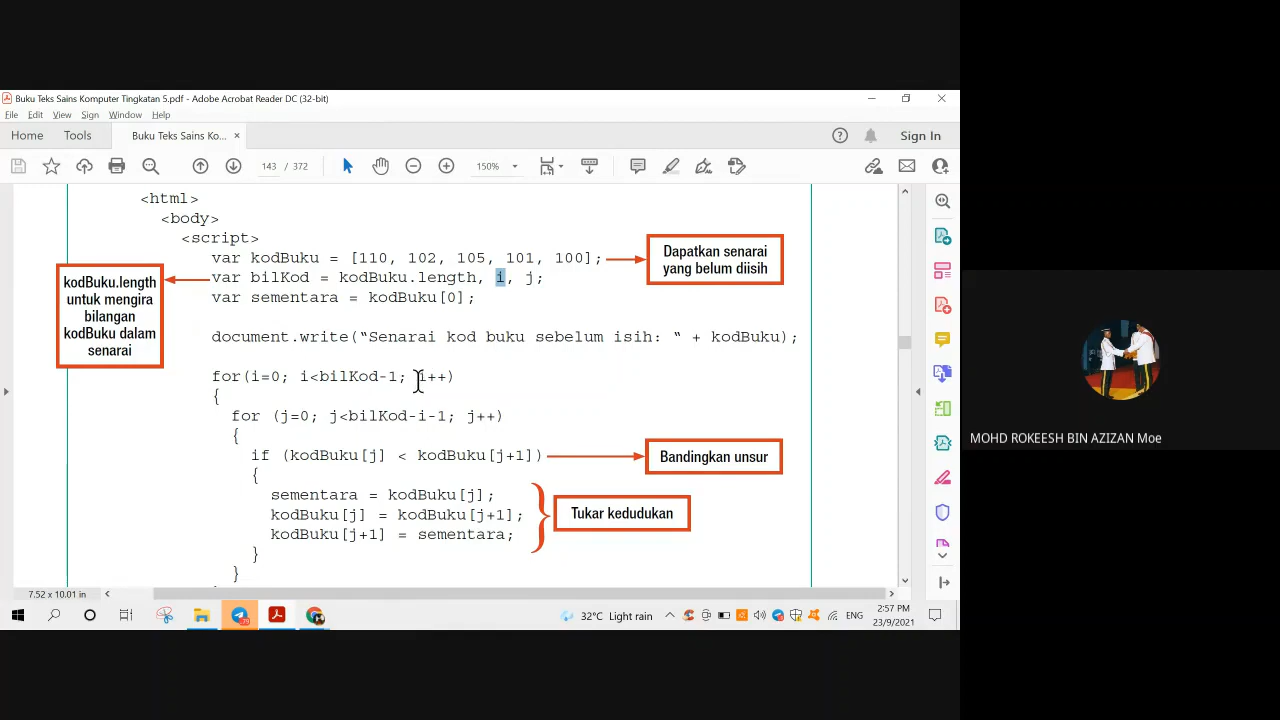 Buku Teks Sains Komputer Tingkatan 5.pdf - Adobe Acrobat Reader DC (32-bit)
File Edit View Sign Window Help
Home Tools Buku Teks Sains Ko... × Sign In
143 / 372 150%
<html>
<body>
<script>
var kodBuku = [110, 102, 105, 101, 100];
var bilKod = kodBuku.length, i, j;
var sementara = kodBuku[0];
Dapatkan senarai
yang belum diisih
kodBuku.length
untuk mengira
bilangan
kodBuku dalam
senarai
document.write(“Senarai kod buku sebelum isih: “ + kodBuku);
for(i=0; i<bilKod-1; i++)
{
for (j=0; j<bilKod-i-1; j++)
{
if (kodBuku[j] < kodBuku[j+1])
Bandingkan unsur
{
sementara = kodBuku[j];
kodBuku[j] = kodBuku[j+1];
kodBuku[j+1] = sementara;
Tukar kedudukan
}
}
7.52 x 10.01 in
32°C Light rain ENG
2:57 PM
23/9/2021
MOHD ROKEESH BIN AZIZAN Moe